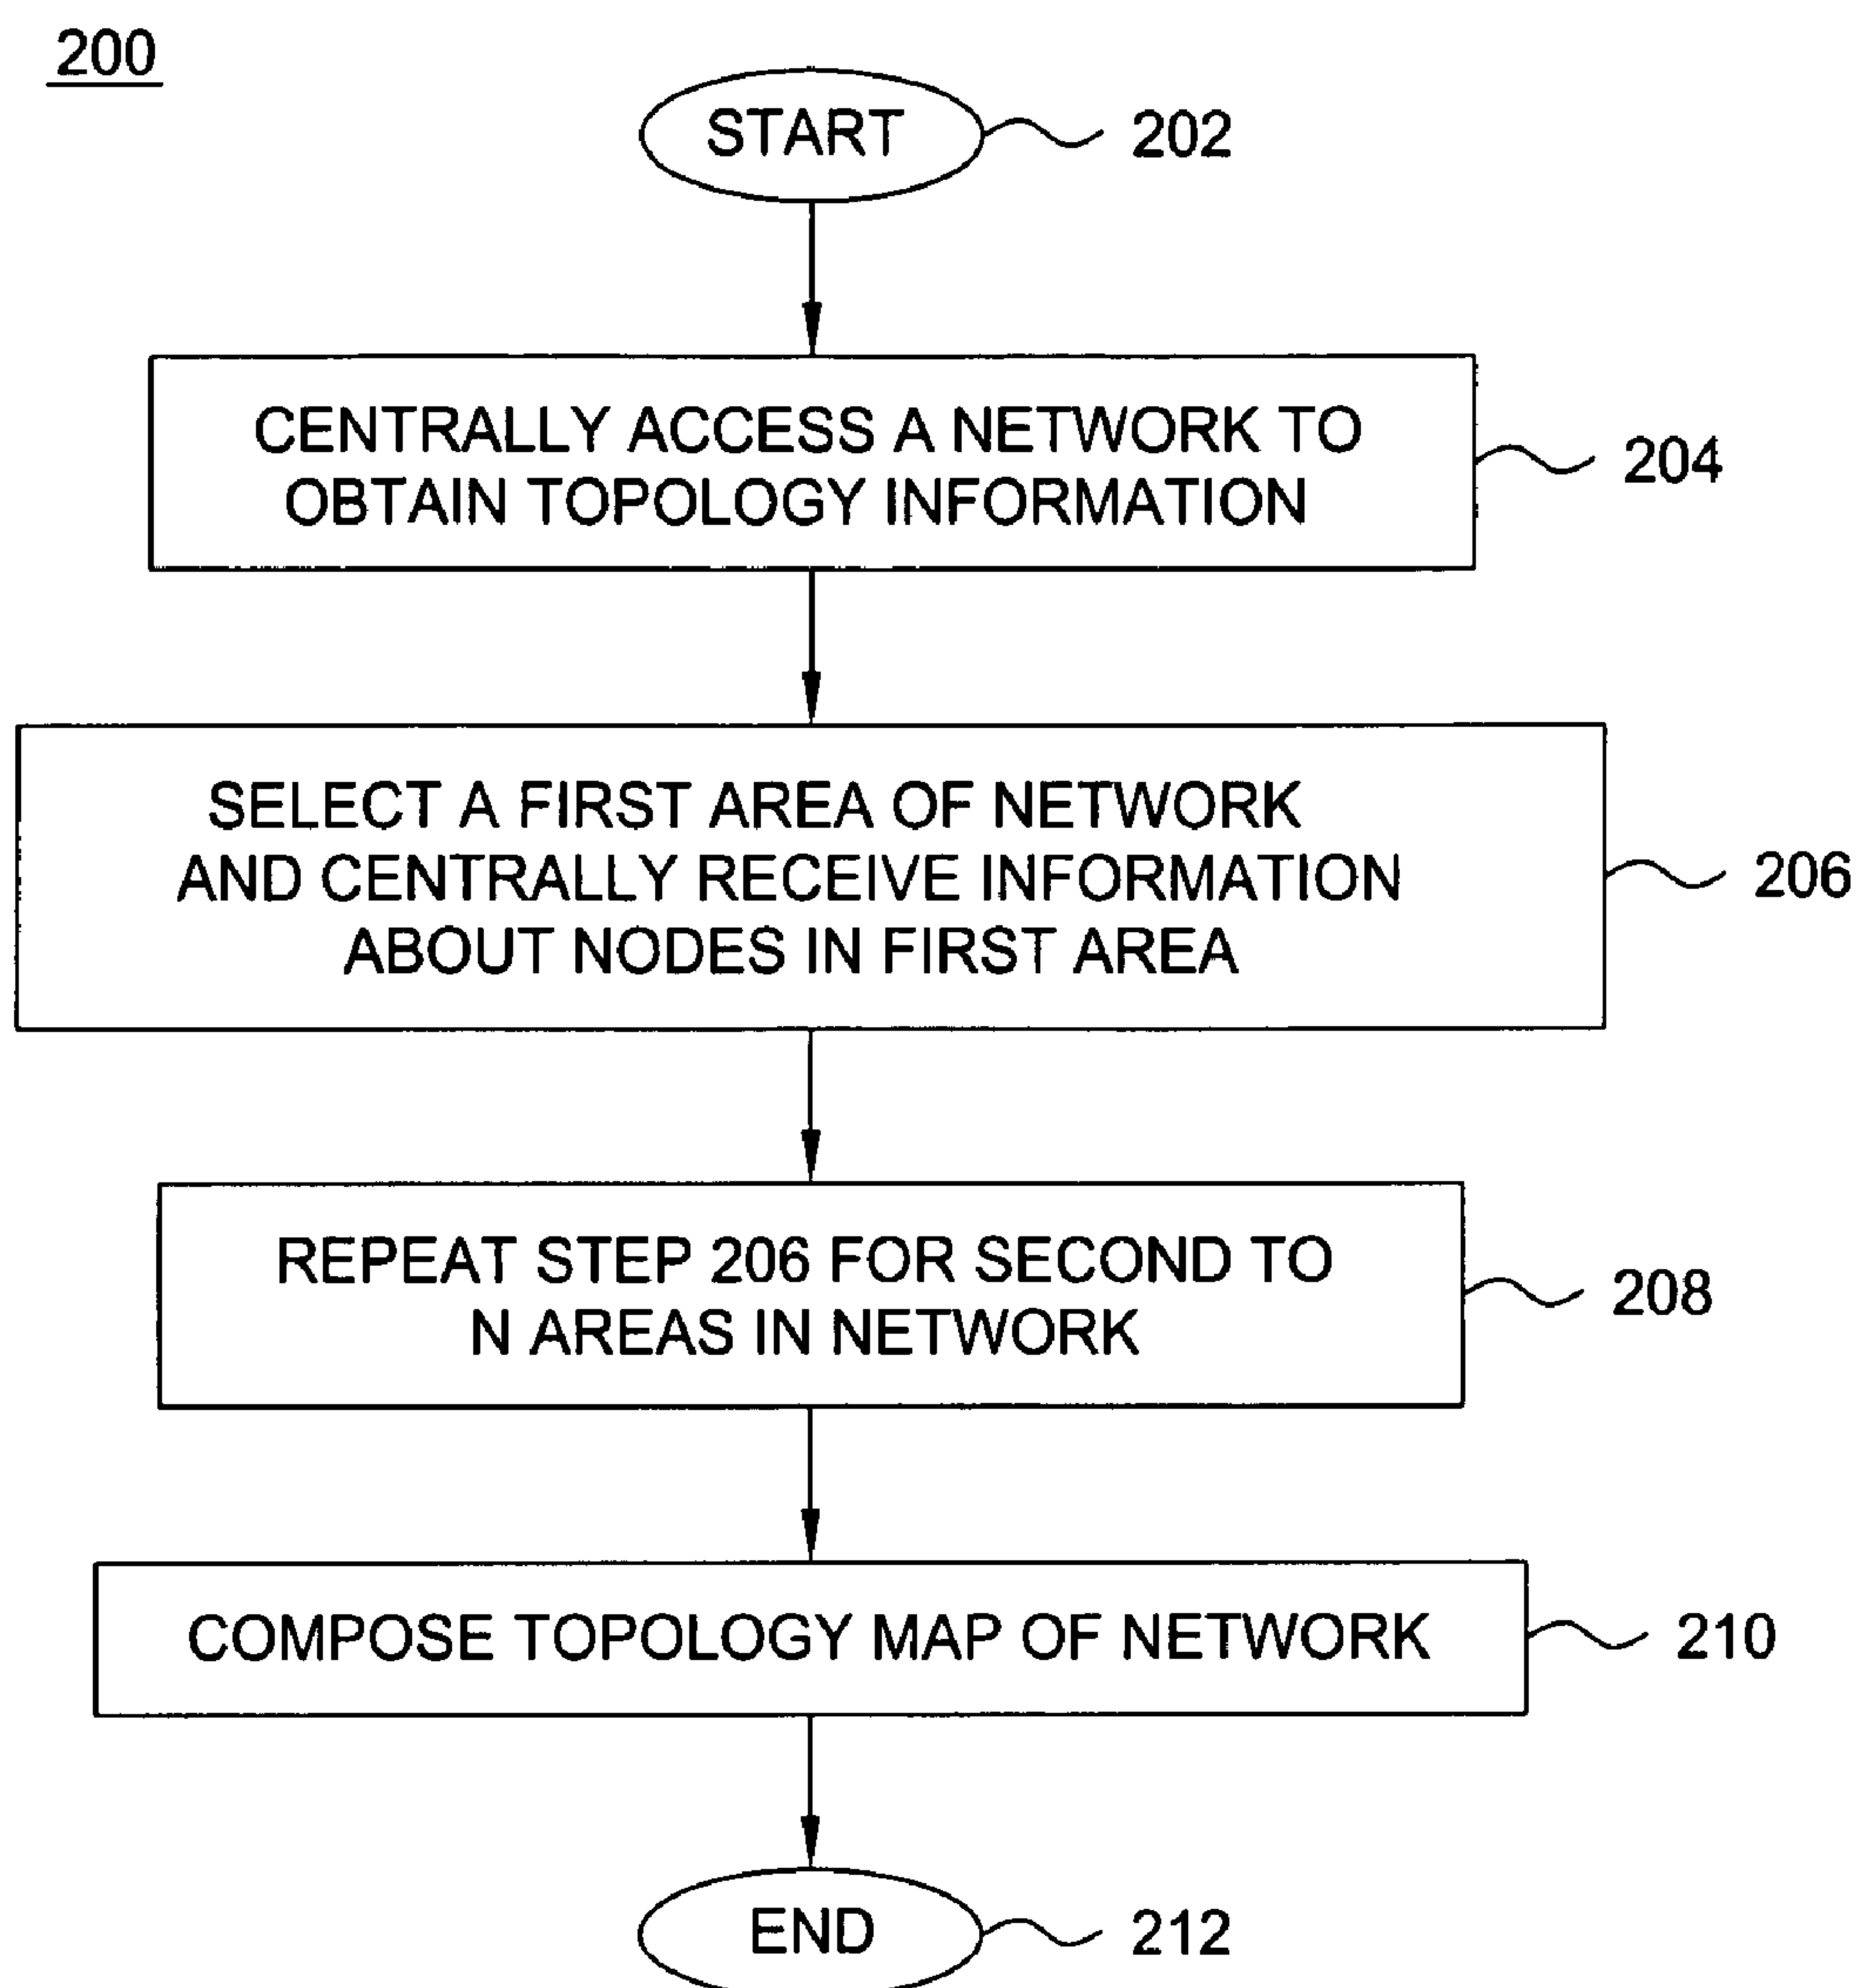 200
START
202
CENTRALLY ACCESS A NETWORK TO
OBTAIN TOPOLOGY INFORMATION
204
SELECT A FIRST AREA OF NETWORK
AND CENTRALLY RECEIVE INFORMATION
ABOUT NODES IN FIRST AREA
206
REPEAT STEP 206 FOR SECOND TO
N AREAS IN NETWORK
208
COMPOSE TOPOLOGY MAP OF NETWORK
210
END
212